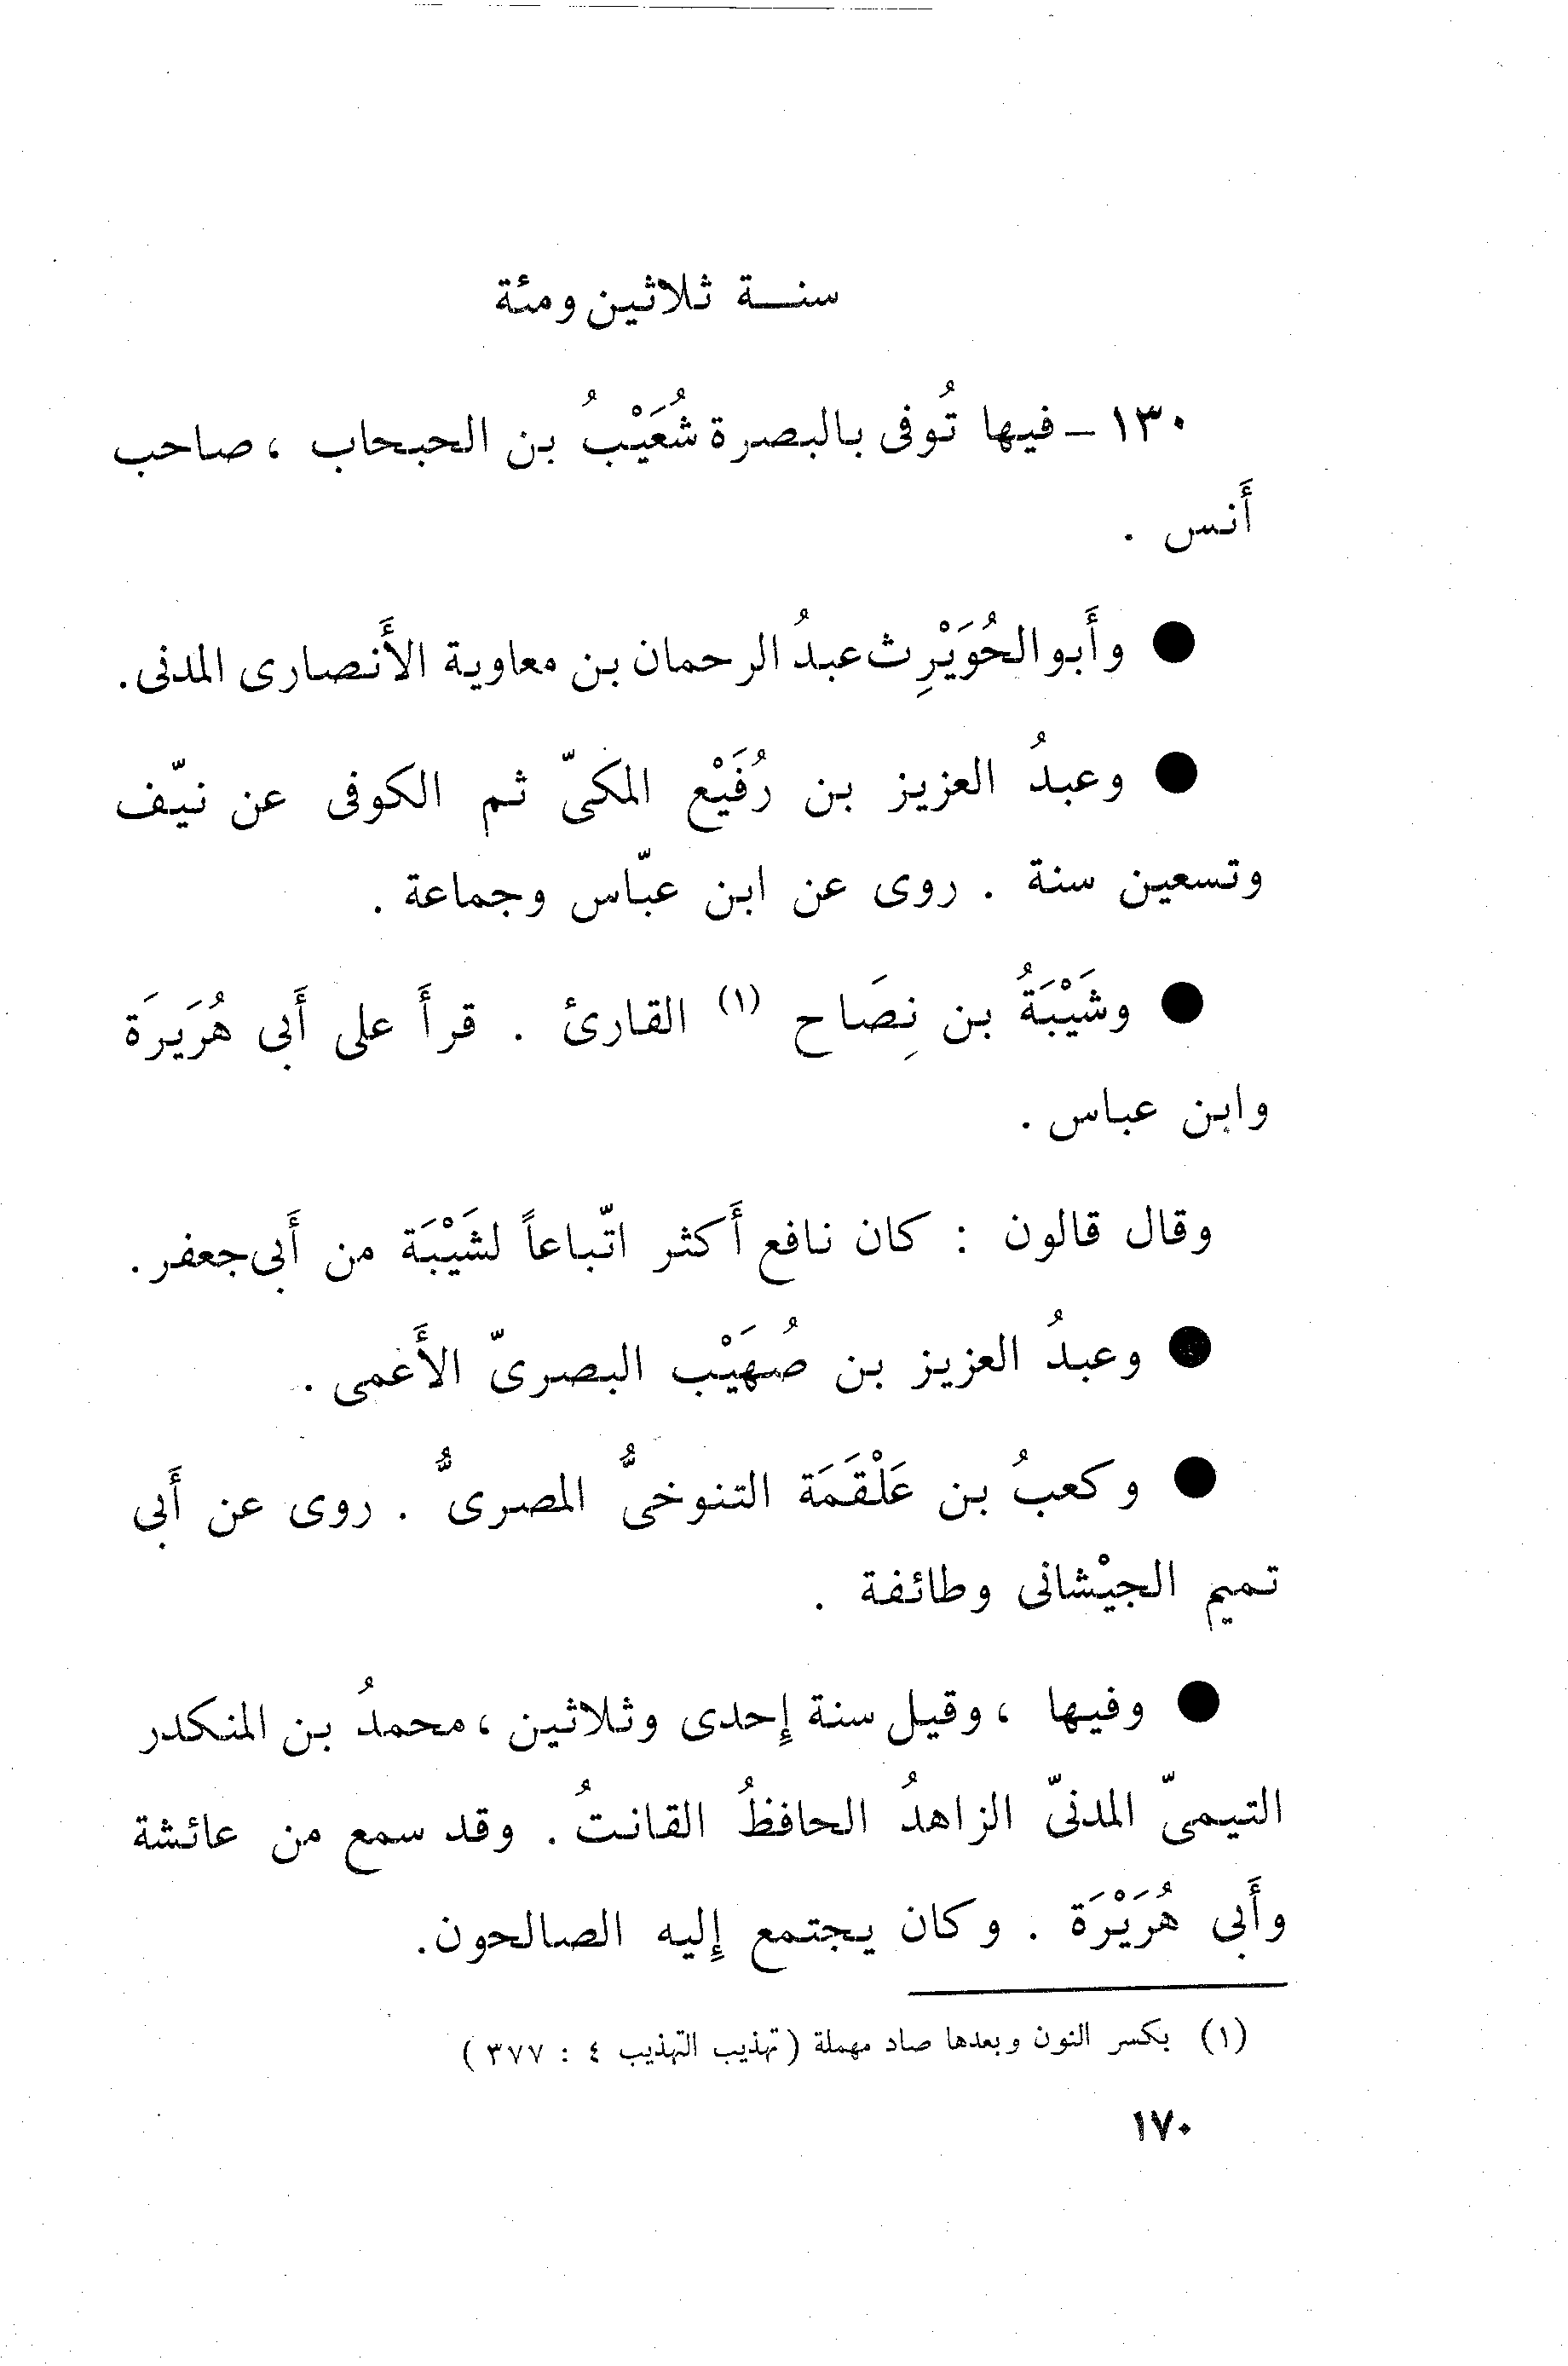 سنة ثلاثين ومئة
١٣٠ – فيها تُوفى بالبصرة شُعَيْبُ بن الحبحاب ، صاحب
أَنس .
● وأَبو الحُوَيْرِث عبدُ الرحمان بن معاوية الأَنصارى المدنى .
● وعبدُ العزيز بن رُفَيْع المكىّ ثم الكوفى عن نيّف
وتسعين سنة . روى عن ابن عبّاس وجماعة .
● وشَيْبَةُ بن نِصَاح (١) القارئ . قرأَ على أَبى هُرَيرَة
وابن عباس .
وقال قالون : كان نافع أَكثر اتّباعاً لشَيْبَة من أَبى جعفر .
● وعبدُ العزيز بن صُهَيْب البصرىّ الأَعمى .
● وكعبُ بن عَلْقَمَة التنوخىُّ المصرىُّ . روى عن أَبى
تميم الجيْشانى وطائفة .
● وفيها ، وقيل سنة إِحدى وثلاثين ، محمدُ بن المنكدر
التيمىّ المدنىّ الزاهدُ الحافظُ القانتُ . وقد سمع من عائشة
وأَبى هُرَيْرَة . وكان يجتمع إِليه الصالحون .
(١) بكسر النون وبعدها صاد مهملة (تهذيب التهذيب ٤ : ٣٧٧ )
١٧٠